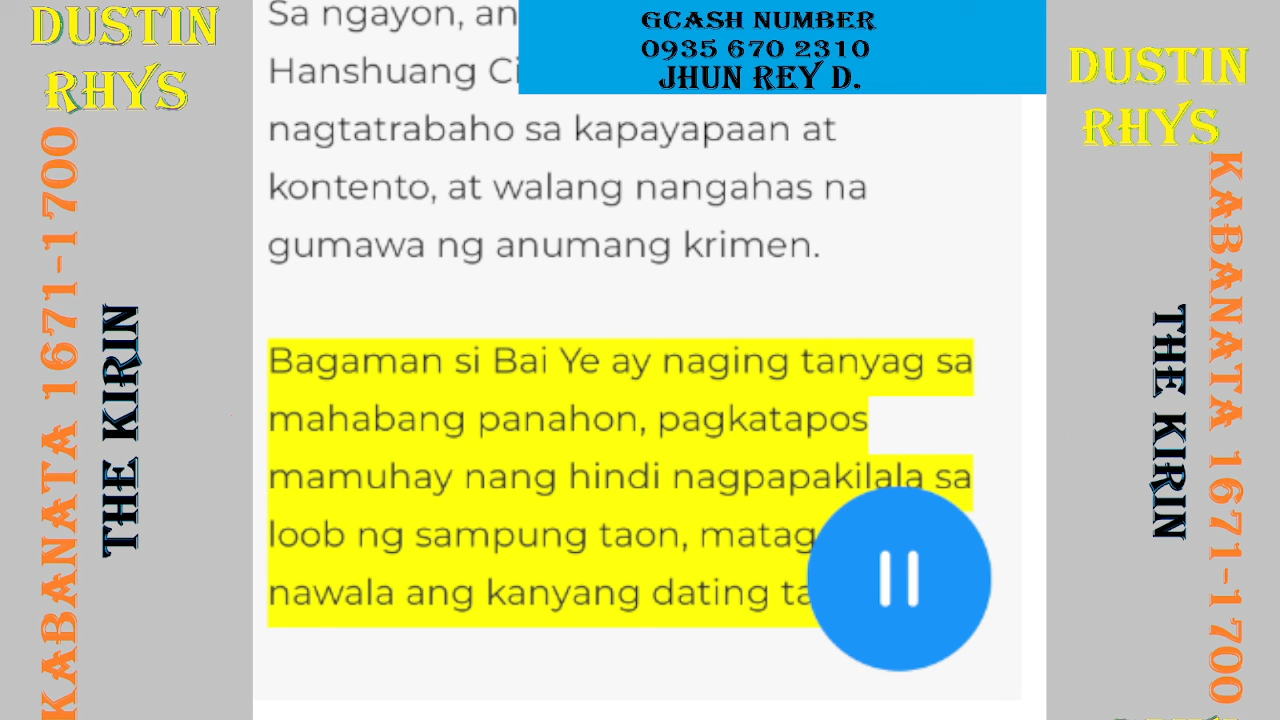 DUSTIN
RHYS
KABANATA 1671-1700
THE KIRIN
Sa ngayon, an
Hanshuang Ci
nagtatrabaho sa kapayapaan at
kontento, at walang nangahas na
gumawa ng anumang krimen.
Bagaman si Bai Ye ay naging tanyag sa
mahabang panahon, pagkatapos
mamuhay nang hindi nagpapakilala sa
loob ng sampung taon, matag
nawala ang kanyang dating ta
GCASH NUMBER
0935 670 2310
JHUN REY D.
DUSTIN
RHYS
KABANATA 1671-1700
THE KIRIN